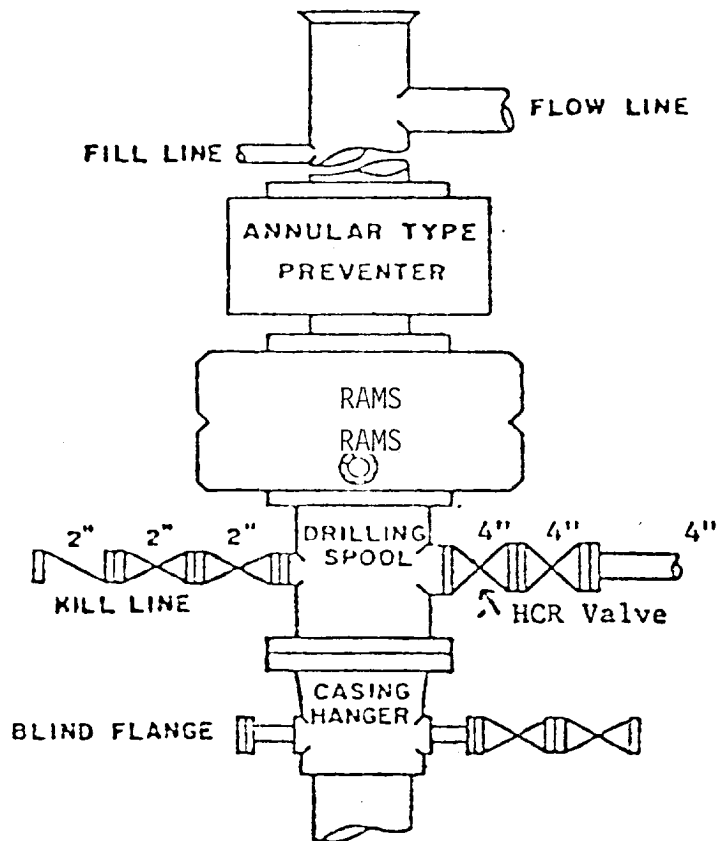 FLOW LINE
FILL LINE
ANNULAR TYPE
PREVENTER
RAMS
RAMS
2" 2" 2"
DRILLING
SPOOL
4" 4" 4"
KILL LINE
HCR Valve
CASING
HANGER
BLIND FLANGE